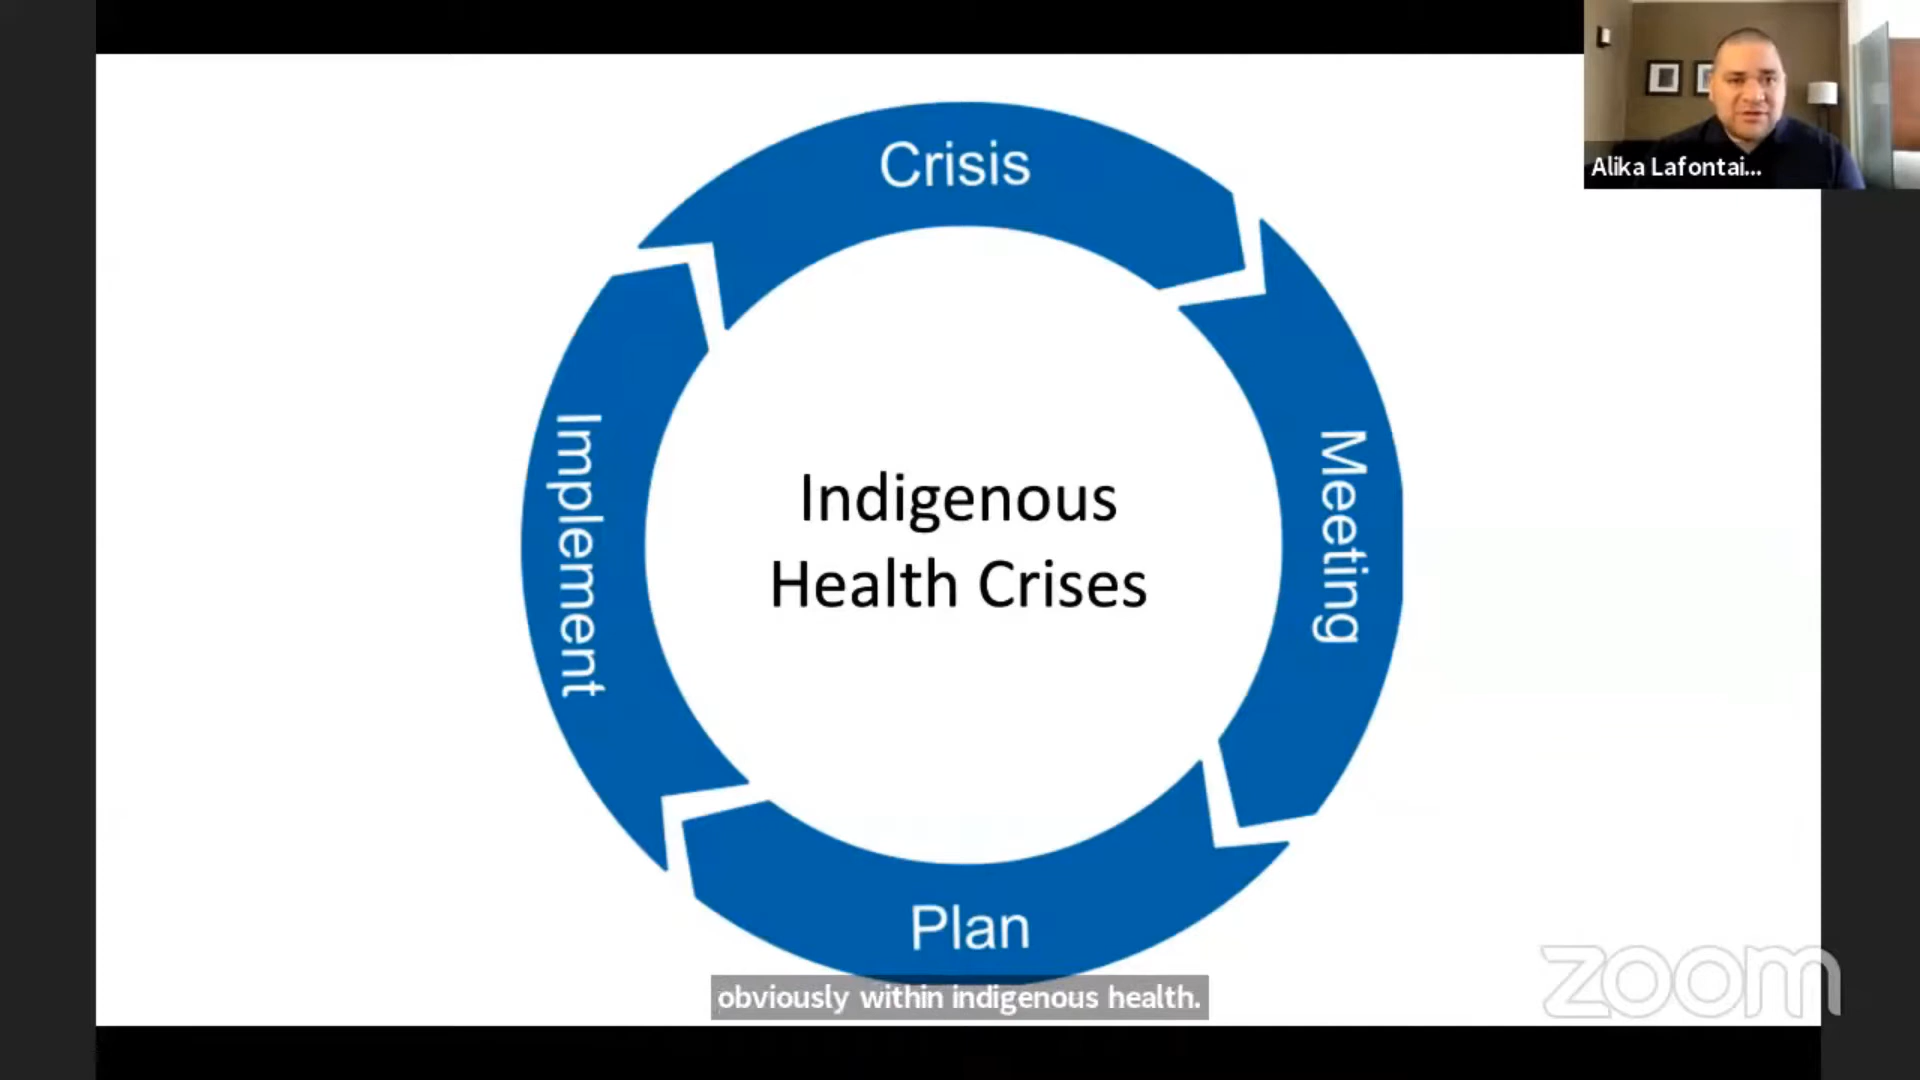 Alika Lafontai...
Crisis
Meeting
Implement
Indigenous
Health Crises
Plan
obviously within indigenous health.
zoom